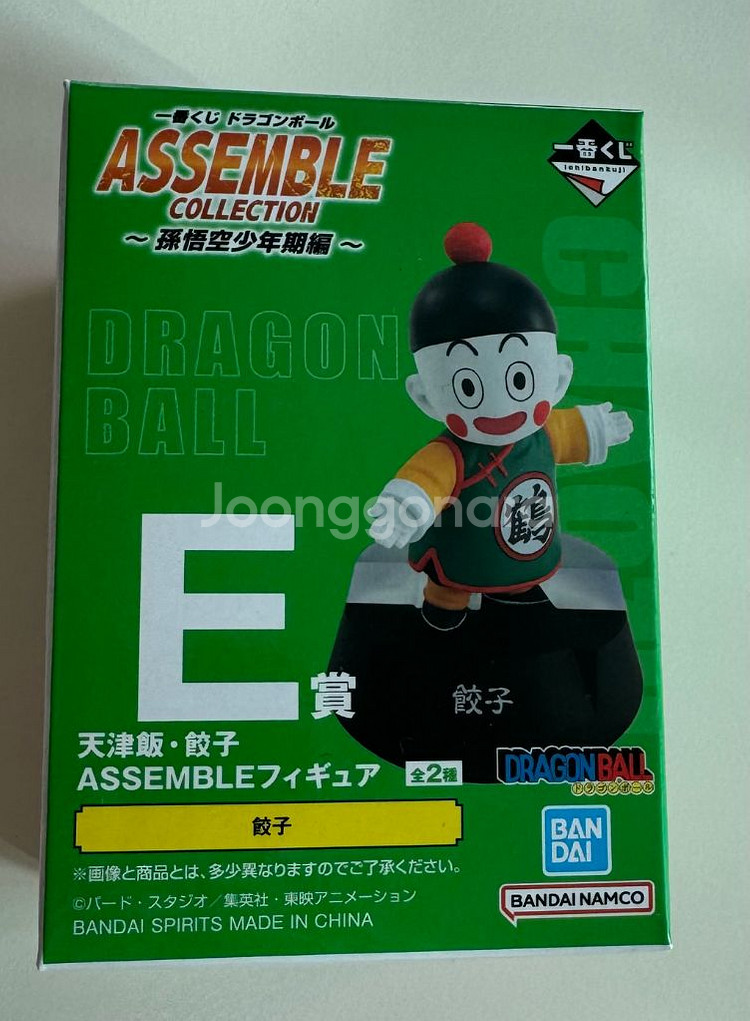 一番くじ ドラゴンボール
ASSEMBLE
COLLECTION
～ 孫悟空少年期編 ～
一番くじ
ichibankuji
DRAGON
BALL
鶴
Joonggonara
E賞
餃子
天津飯・餃子
ASSEMBLEフィギュア 全2種
DRAGON BALL
ドラゴンボール
餃子
BAN
DAI
※画像と商品とは、多少異なりますのでご了承ください。
©バード・スタジオ／集英社・東映アニメーション
BANDAI SPIRITS MADE IN CHINA
BANDAI NAMCO